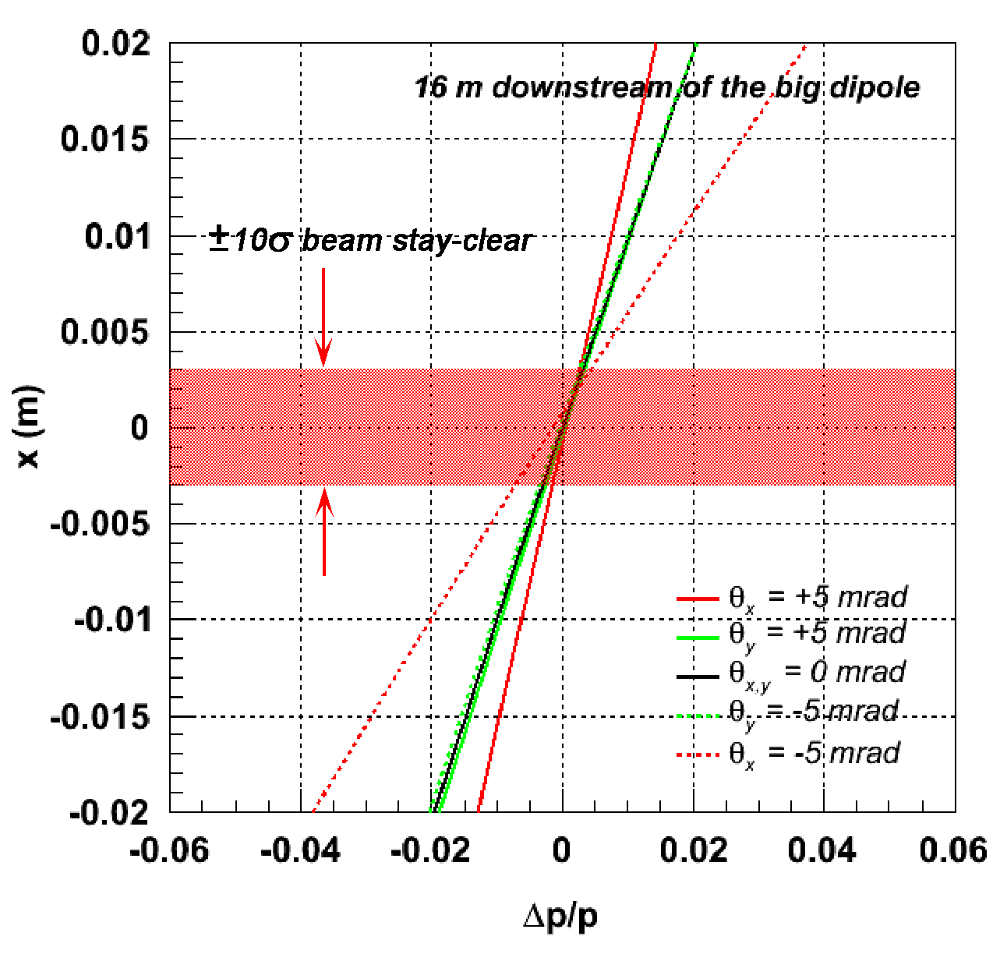 0.02
16 m downstream of the big dipole
0.015
0.01
±10σ beam stay-clear
0.005
x (m)
0
-0.005
θx = +5 mrad
-0.01
θy = +5 mrad
θx,y = 0 mrad
-0.015
θy = -5 mrad
θx = -5 mrad
-0.02
-0.06 -0.04 -0.02 0 0.02 0.04 0.06
Δp/p